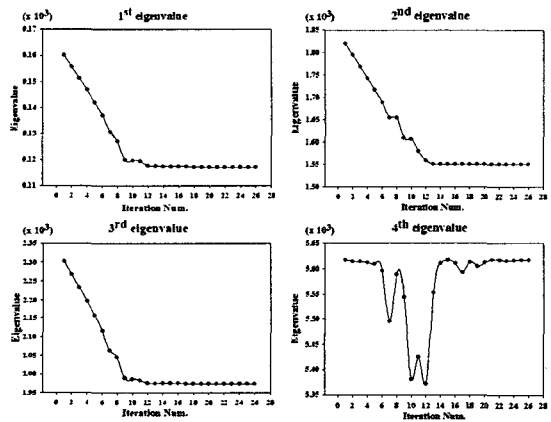 (x 10³) 1st eigenvalue
0.17
0.16
0.15
0.14
0.13
0.12
0.11
Eigenvalue
0 2 4 6 8 10 12 14 16 18 20 22 24 26 28
Iteration Num.
(x 10³) 2nd eigenvalue
1.85
1.80
1.75
1.70
1.65
1.60
1.55
1.50
Eigenvalue
0 2 4 6 8 10 12 14 16 18 20 22 24 26 28
Iteration Num.
(x 10³) 3rd eigenvalue
2.36
2.30
2.25
2.20
2.15
2.10
2.05
2.00
1.95
Eigenvalue
0 2 4 6 8 10 12 14 16 18 20 22 24 26 28
Iteration Num.
(x 10³) 4th eigenvalue
5.65
5.60
5.55
5.50
5.45
5.40
5.35
Eigenvalue
0 2 4 6 8 10 12 14 16 18 20 22 24 26 28
Iteration Num.